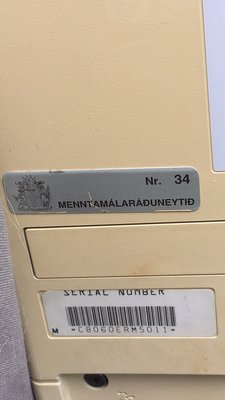 Nr. 34
MENNTAMÁLARÁÐUNEYTIÐ
SERIAL NUMBER
M *C8060ERM5011*